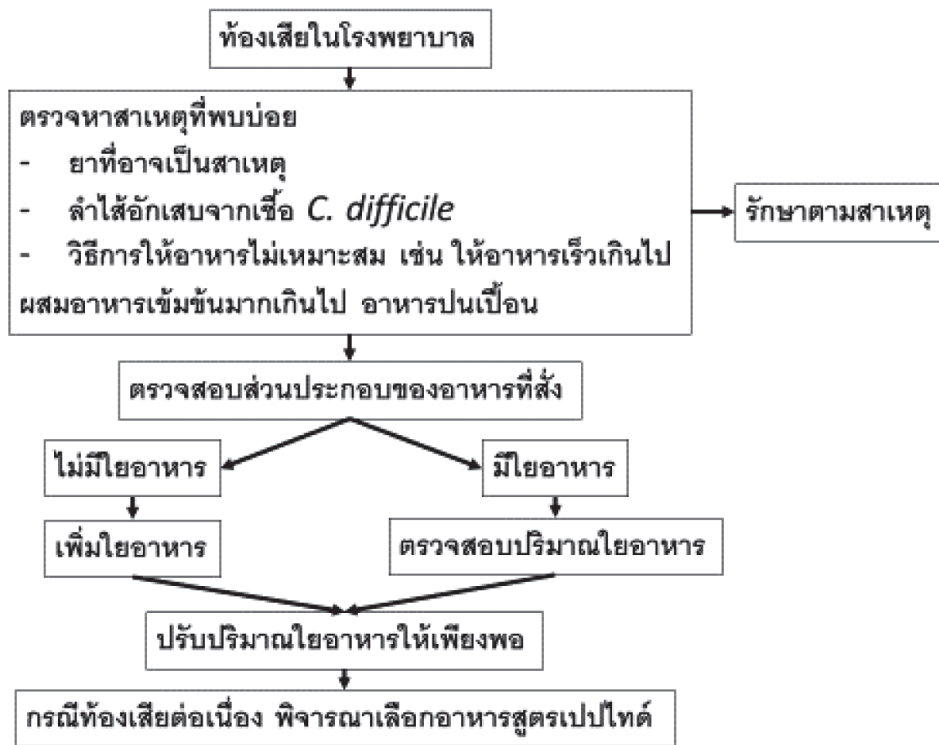 ท้องเสียในโรงพยาบาล
ตรวจหาสาเหตุที่พบบ่อย
- ยาที่อาจเป็นสาเหตุ
- ลำไส้อักเสบจากเชื้อ C. difficile
- วิธีการให้อาหารไม่เหมาะสม เช่น ให้อาหารเร็วเกินไป
ผสมอาหารเข้มข้นมากเกินไป อาหารปนเปื้อน
รักษาตามสาเหตุ
ตรวจสอบส่วนประกอบของอาหารที่สั่ง
ไม่มีใยอาหาร
มีใยอาหาร
เพิ่มใยอาหาร
ตรวจสอบปริมาณใยอาหาร
ปรับปริมาณใยอาหารให้เพียงพอ
กรณีท้องเสียต่อเนื่อง พิจารณาเลือกอาหารสูตรเปปไทด์